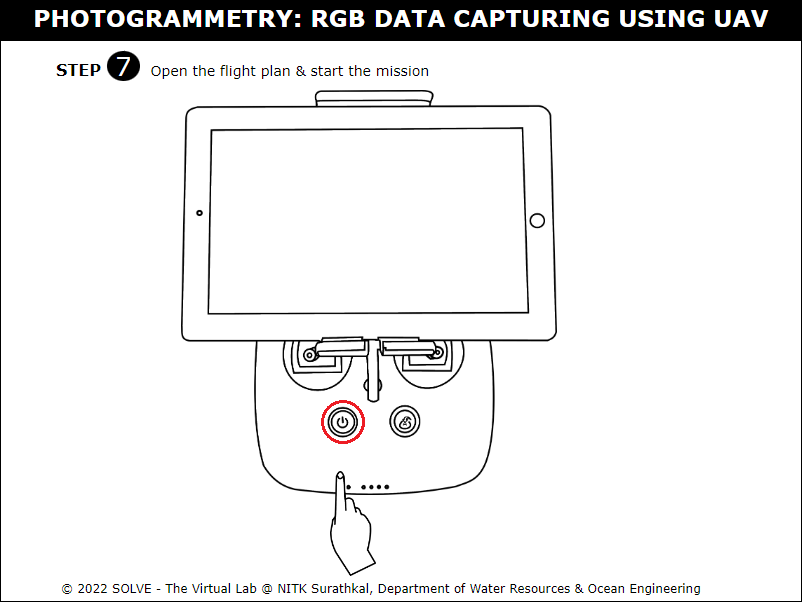 PHOTOGRAMMETRY: RGB DATA CAPTURING USING UAV
STEP 7 Open the flight plan & start the mission
© 2022 SOLVE - The Virtual Lab @ NITK Surathkal, Department of Water Resources & Ocean Engineering